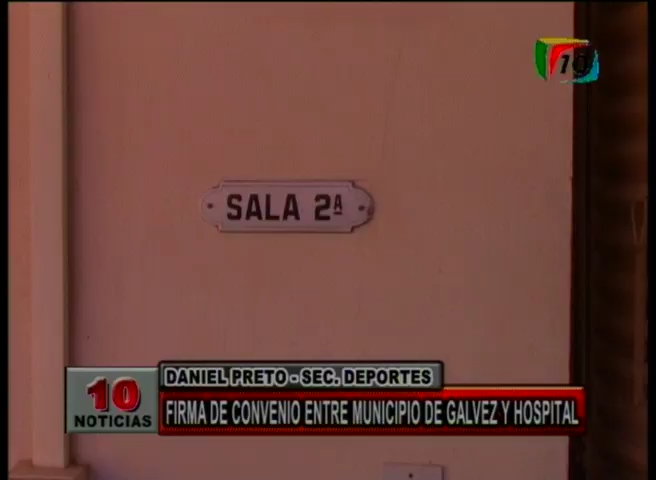 10
SALA 2A
DANIEL PRETO - SEC. DEPORTES
10
NOTICIAS
FIRMA DE CONVENIO ENTRE MUNICIPIO DE GALVEZ Y HOSPITAL